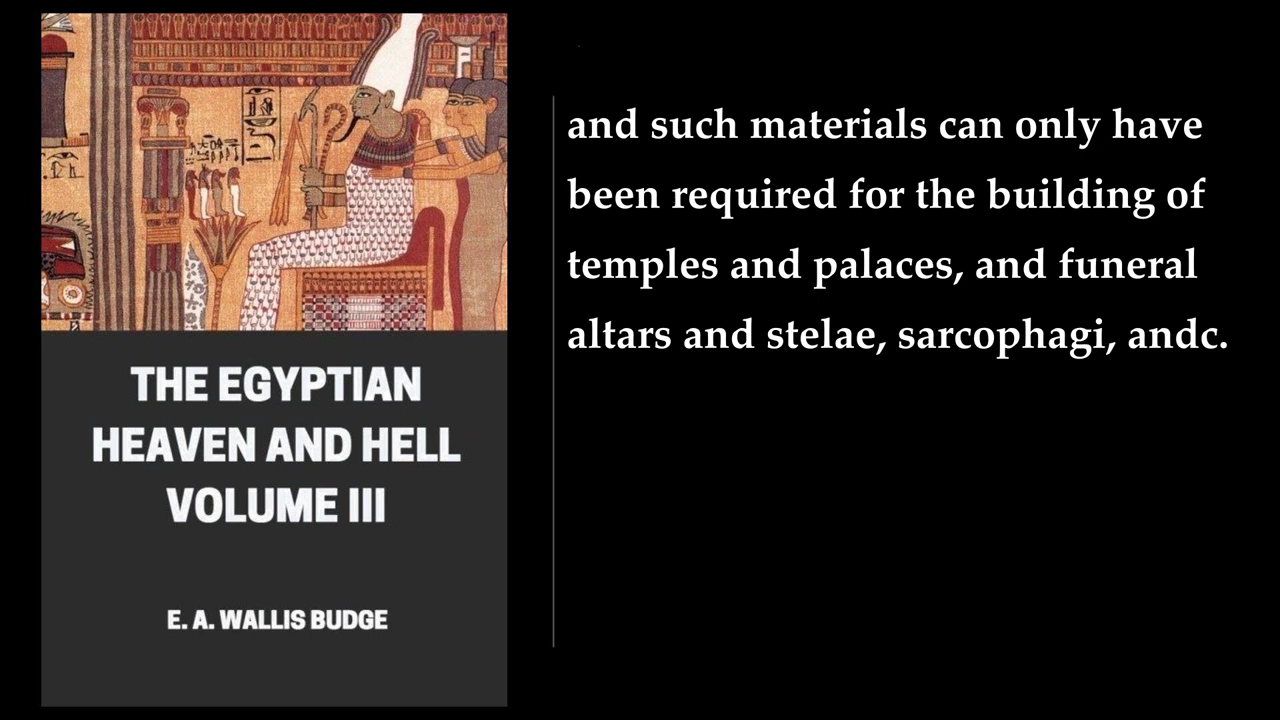 THE EGYPTIAN
HEAVEN AND HELL
VOLUME III
E. A. WALLIS BUDGE
and such materials can only have
been required for the building of
temples and palaces, and funeral
altars and stelae, sarcophagi, andc.